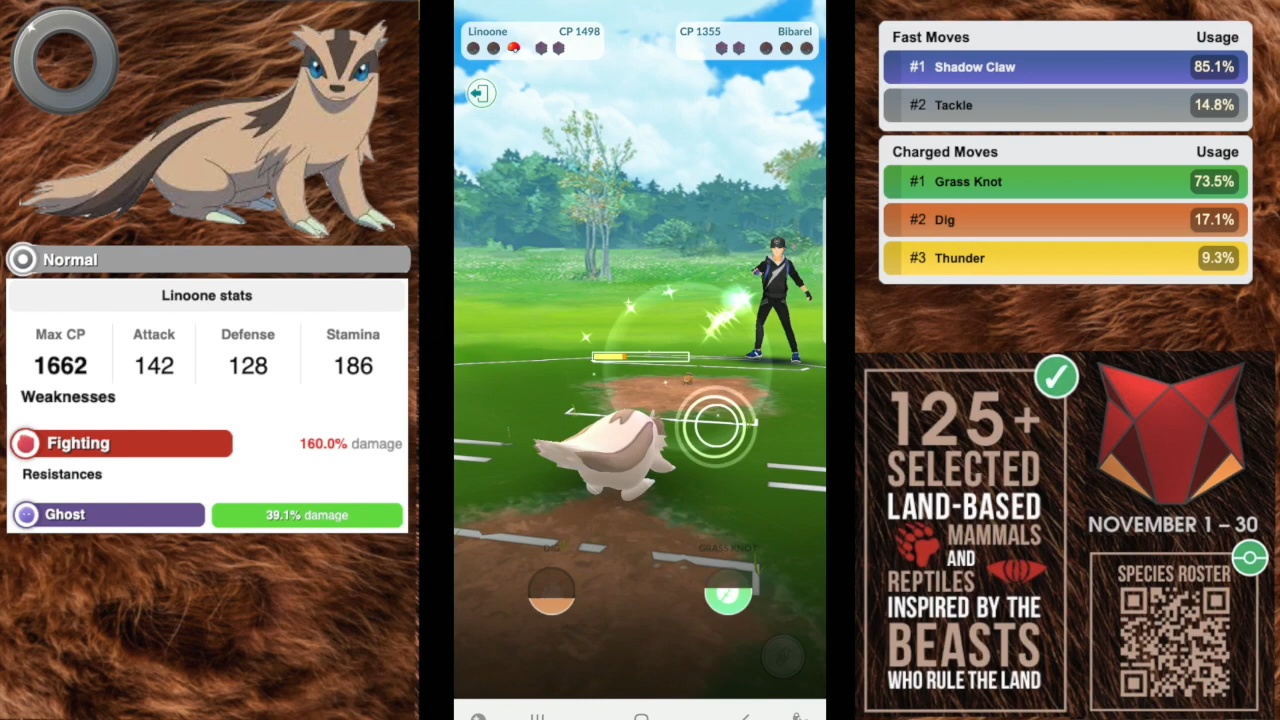 Normal
Linoone stats
Max CP Attack Defense Stamina
1662 142 128 186
Weaknesses
Fighting 160.0% damage
Resistances
Ghost 39.1% damage
Linoone CP 1498
CP 1355 Bibarel
DIG
GRASS KNOT
Fast Moves Usage
#1 Shadow Claw 85.1%
#2 Tackle 14.8%
Charged Moves Usage
#1 Grass Knot 73.5%
#2 Dig 17.1%
#3 Thunder 9.3%
125+
SELECTED
LAND-BASED
MAMMALS
AND
REPTILES
INSPIRED BY THE
BEASTS
WHO RULE THE LAND
NOVEMBER 1 – 30
SPECIES ROSTER